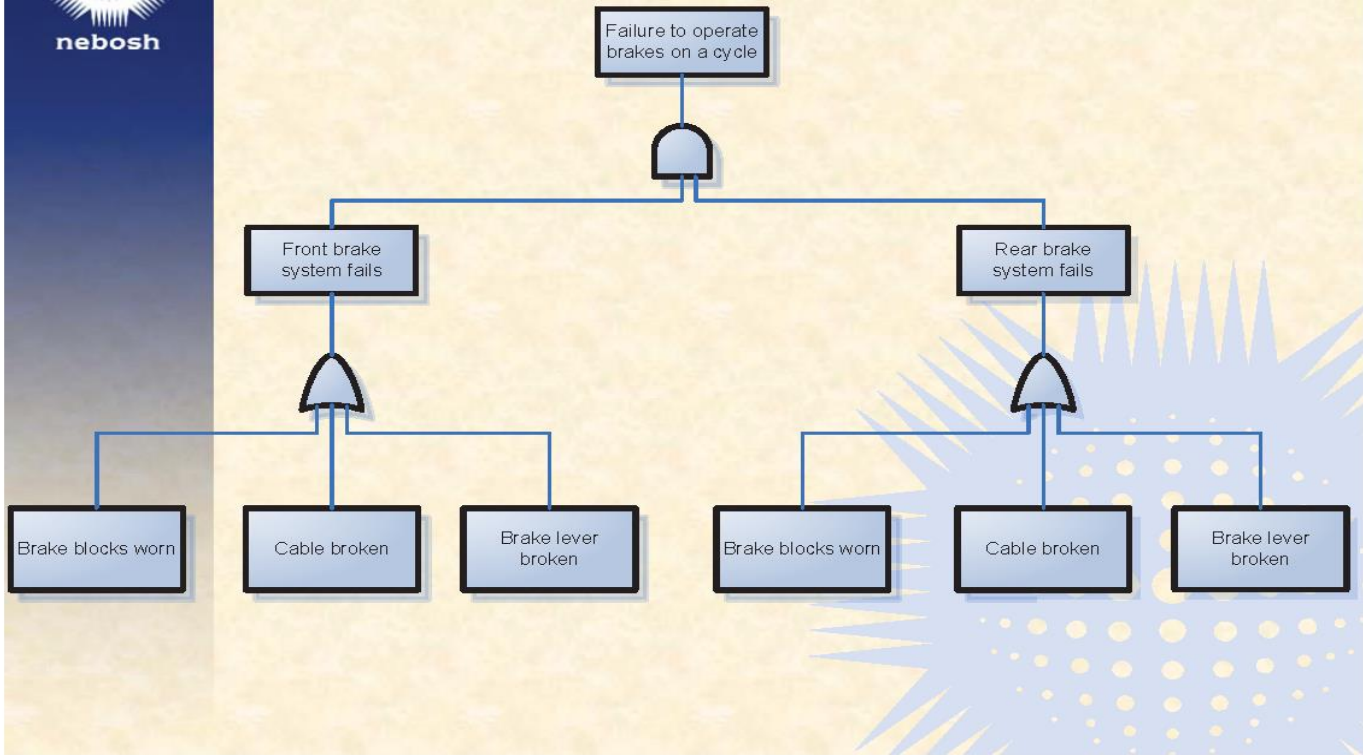 nebosh
Failure to operate
brakes on a cycle
Front brake
system fails
Rear brake
system fails
Brake blocks worn
Cable broken
Brake lever
broken
Brake blocks worn
Cable broken
Brake lever
broken